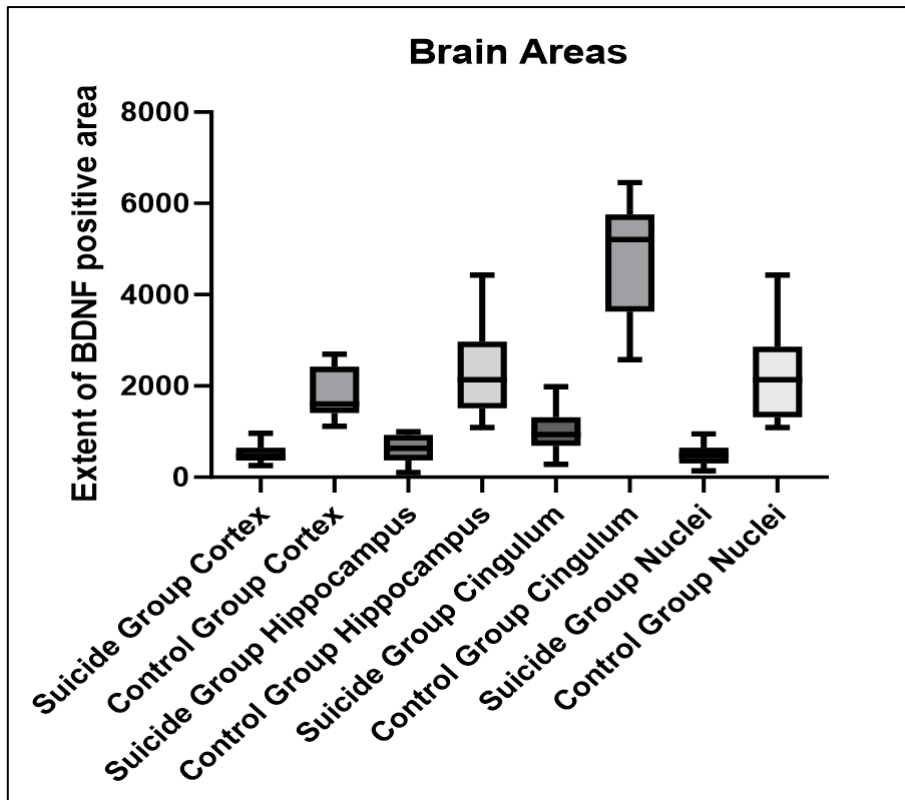 Brain Areas
Extent of BDNF positive area
8000
6000
4000
2000
0
Suicide Group Cortex
Control Group Cortex
Suicide Group Hippocampus
Control Group Hippocampus
Suicide Group Cingulum
Control Group Cingulum
Suicide Group Nuclei
Control Group Nuclei